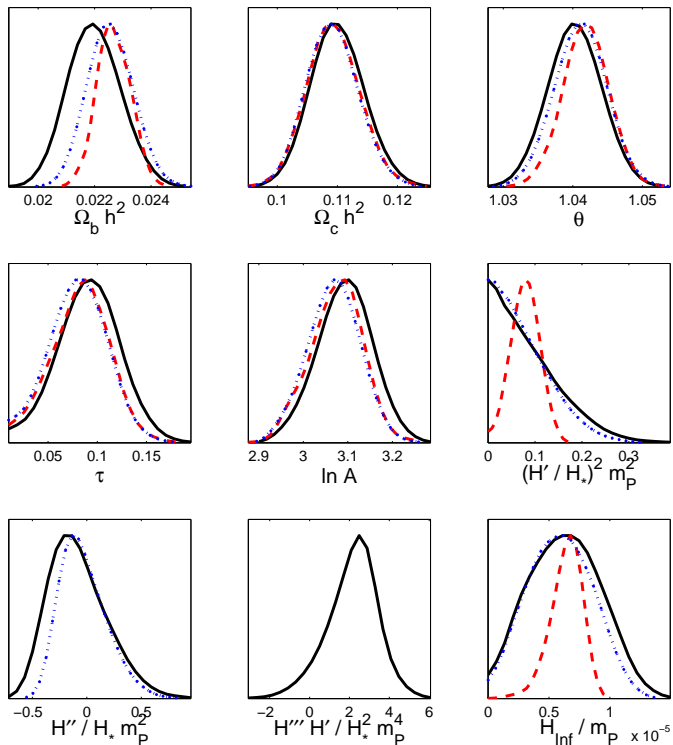 0.02 0.022 0.024
Ω_b h^2
0.1 0.11 0.12
Ω_c h^2
1.03 1.04 1.05
θ
0.05 0.1 0.15
τ
2.9 3 3.1 3.2
ln A
0 0.1 0.2 0.3
(H′ / H_*)^2 m_P^2
−0.5 0 0.5
H′′ / H_* m_P^2
−2 0 2 4 6
H′′′ H′ / H_*^2 m_P^4
0 0.5 1
H_Inf / m_P x 10^-5